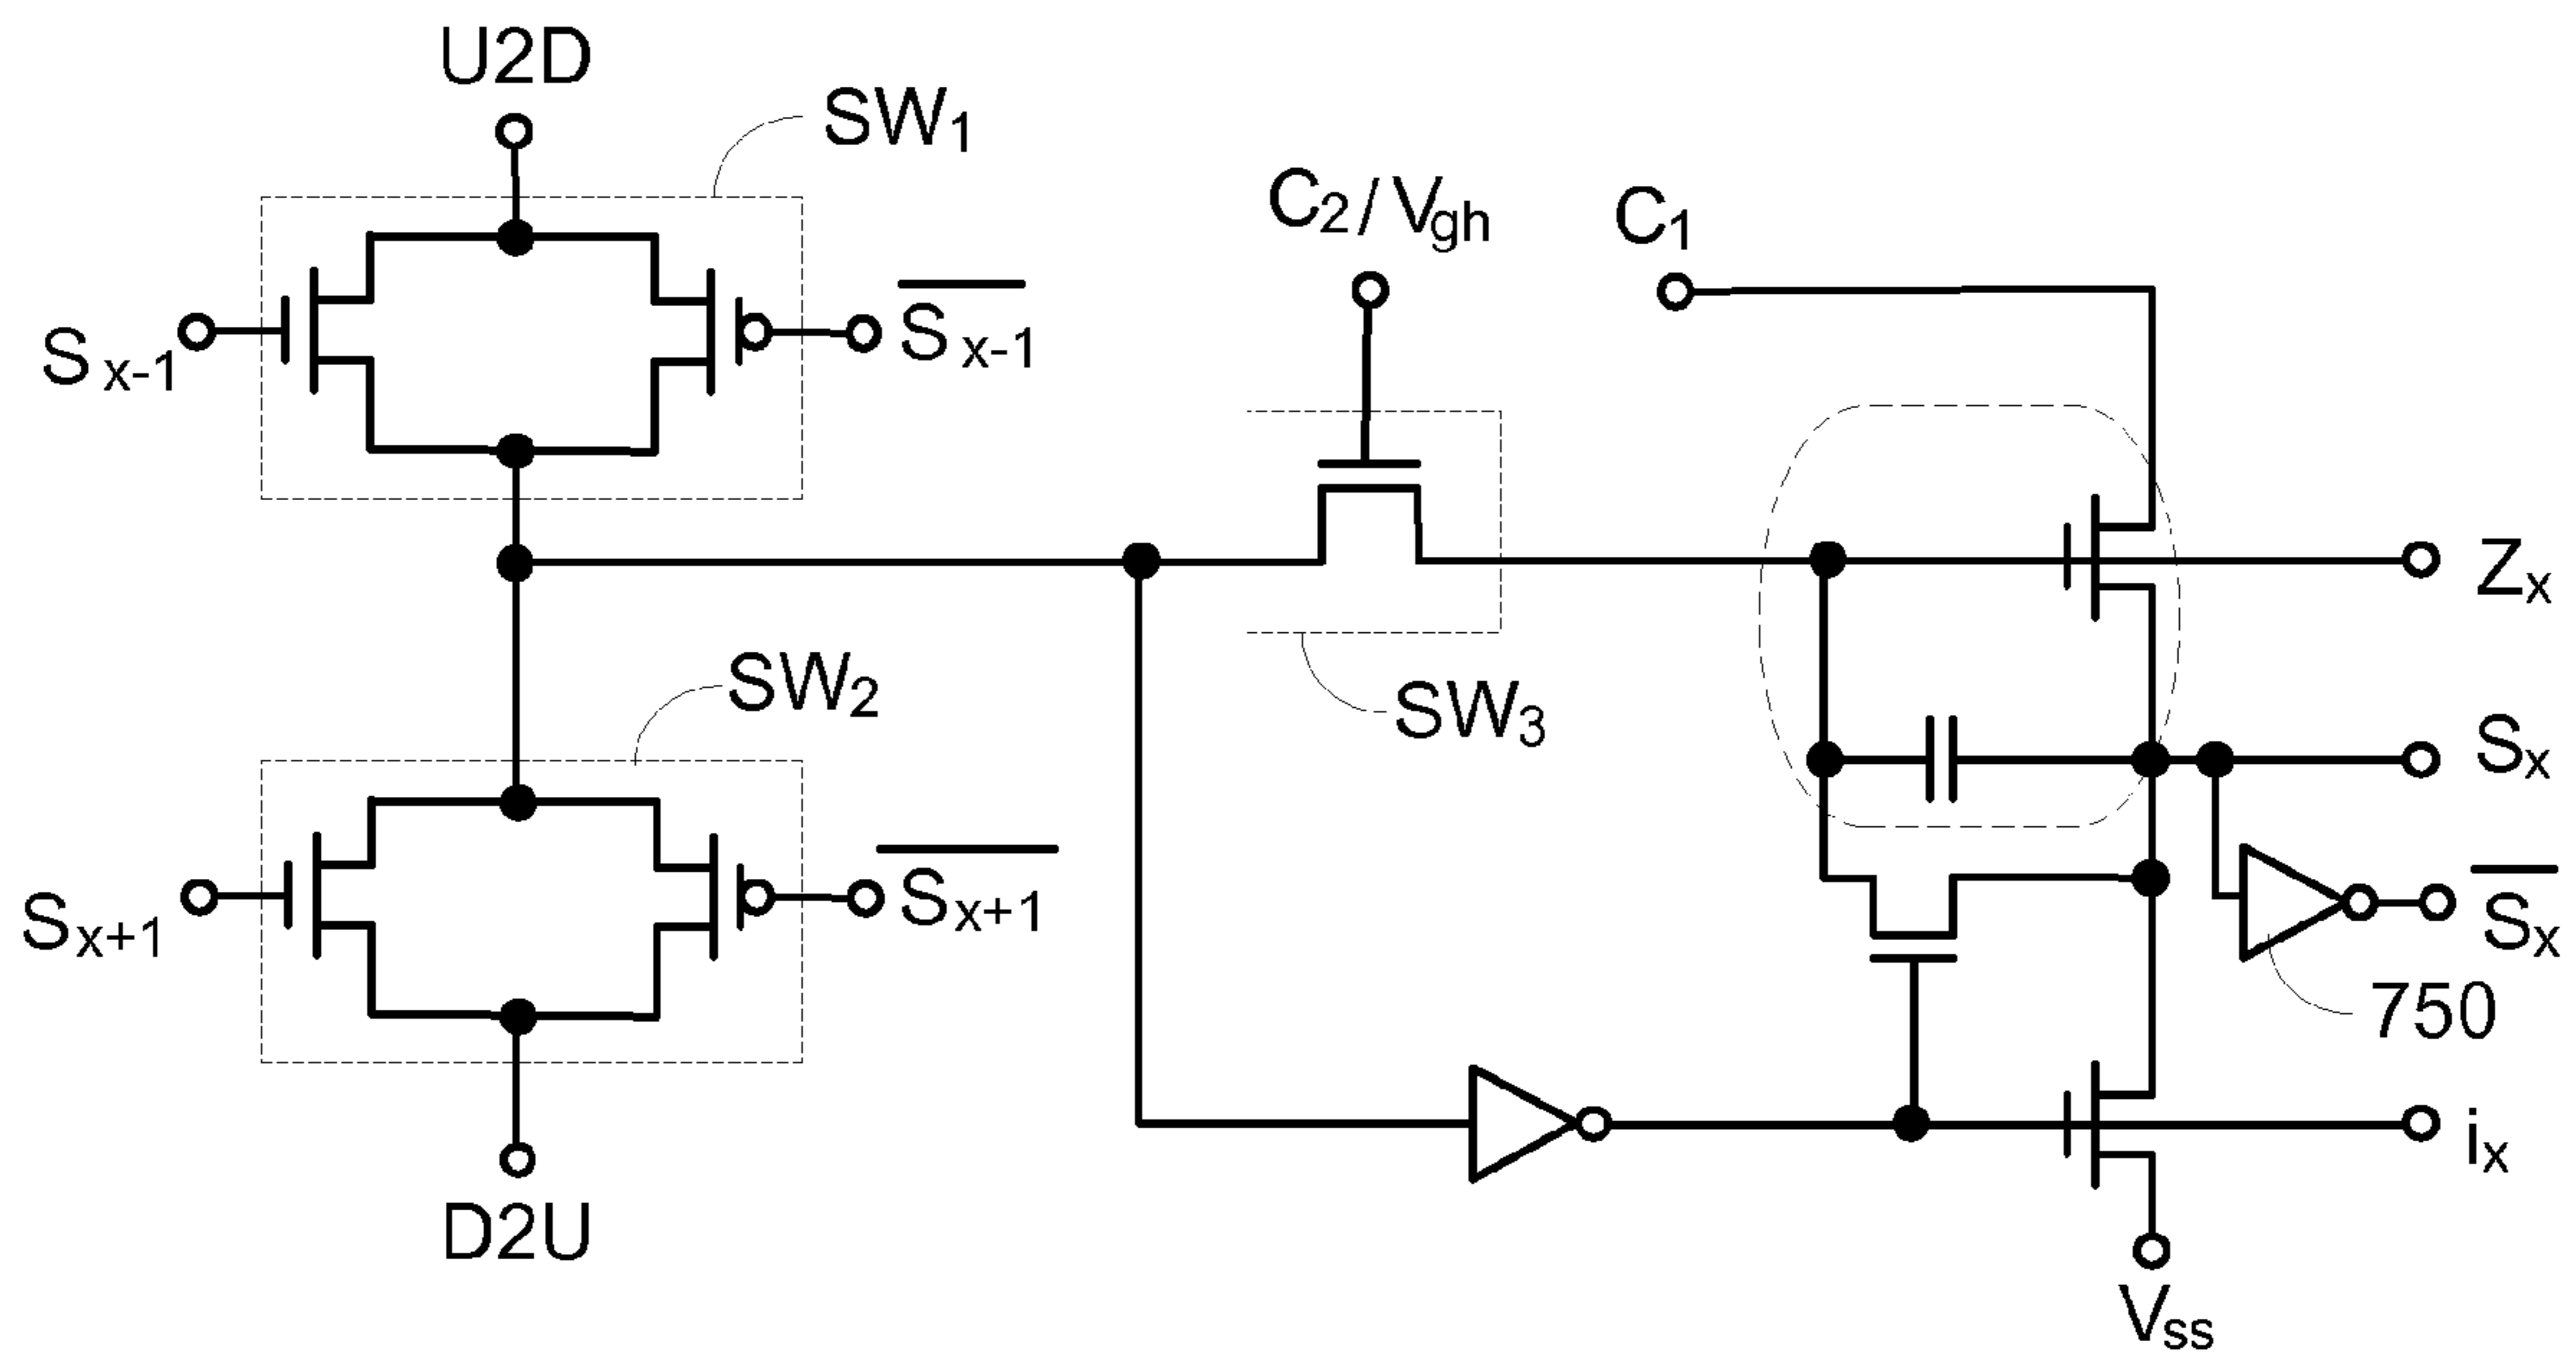 U2D
SW1
C2/Vgh
C1
Sx-1
Sx-1
Zx
SW2
SW3
Sx
Sx+1
Sx+1
Sx
750
ix
D2U
Vss